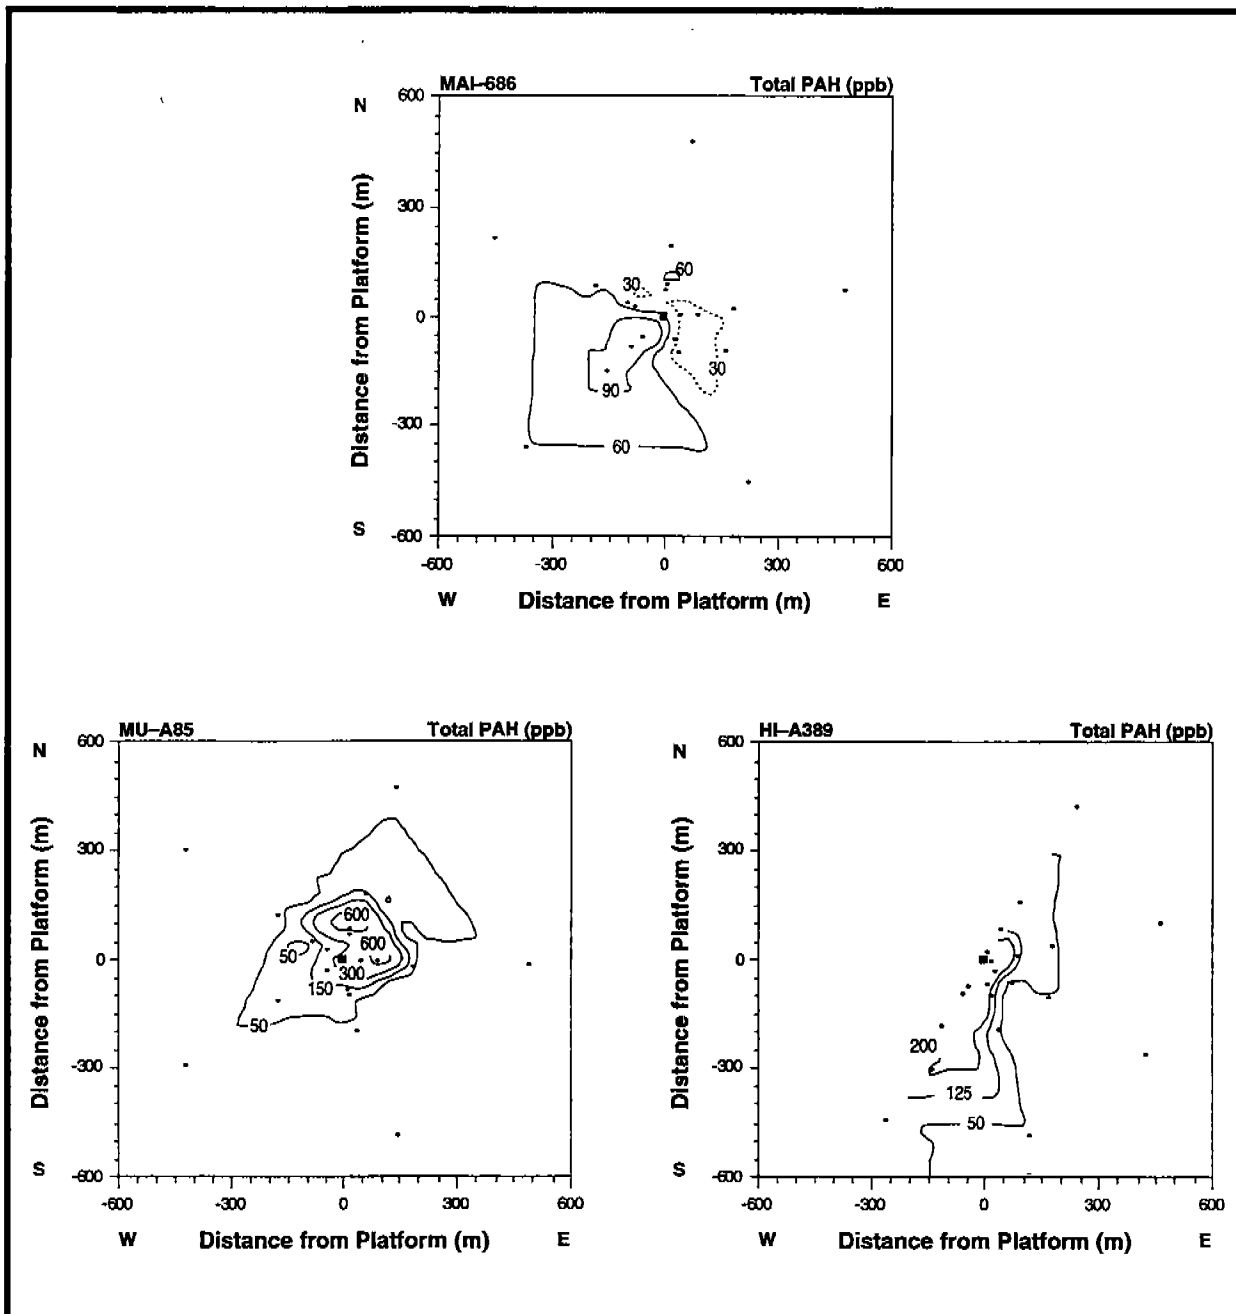 MAI-686 Total PAH (ppb)
N
600
300
0
-300
-600
S
Distance from Platform (m)
60
30
30
90
60
-600 -300 0 300 600
W Distance from Platform (m) E
MU-A85 Total PAH (ppb)
N
600
300
0
-300
-600
S
Distance from Platform (m)
600
600
50
300
150
50
-600 -300 0 300 600
W Distance from Platform (m) E
HI-A389 Total PAH (ppb)
N
600
300
0
-300
-600
S
Distance from Platform (m)
200
125
50
-600 -300 0 300 600
W Distance from Platform (m) E